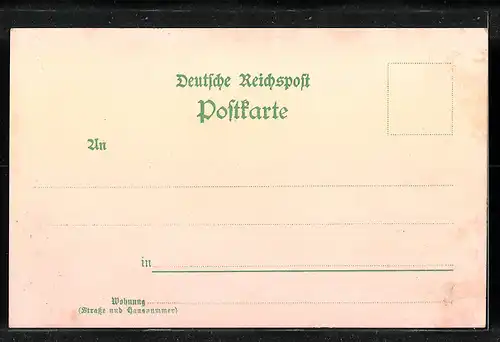 Deutsche Reichspost
Postkarte
An
in
Wohnung
(Straße und Hausnummer)